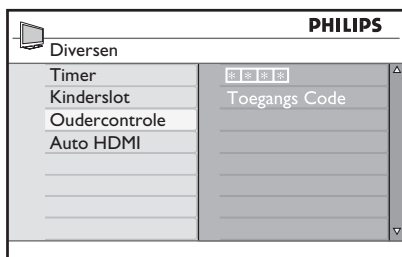 PHILIPS
Diversen
Timer
Kinderslot
Oudercontrole
Auto HDMI
* * * *
Toegangs Code